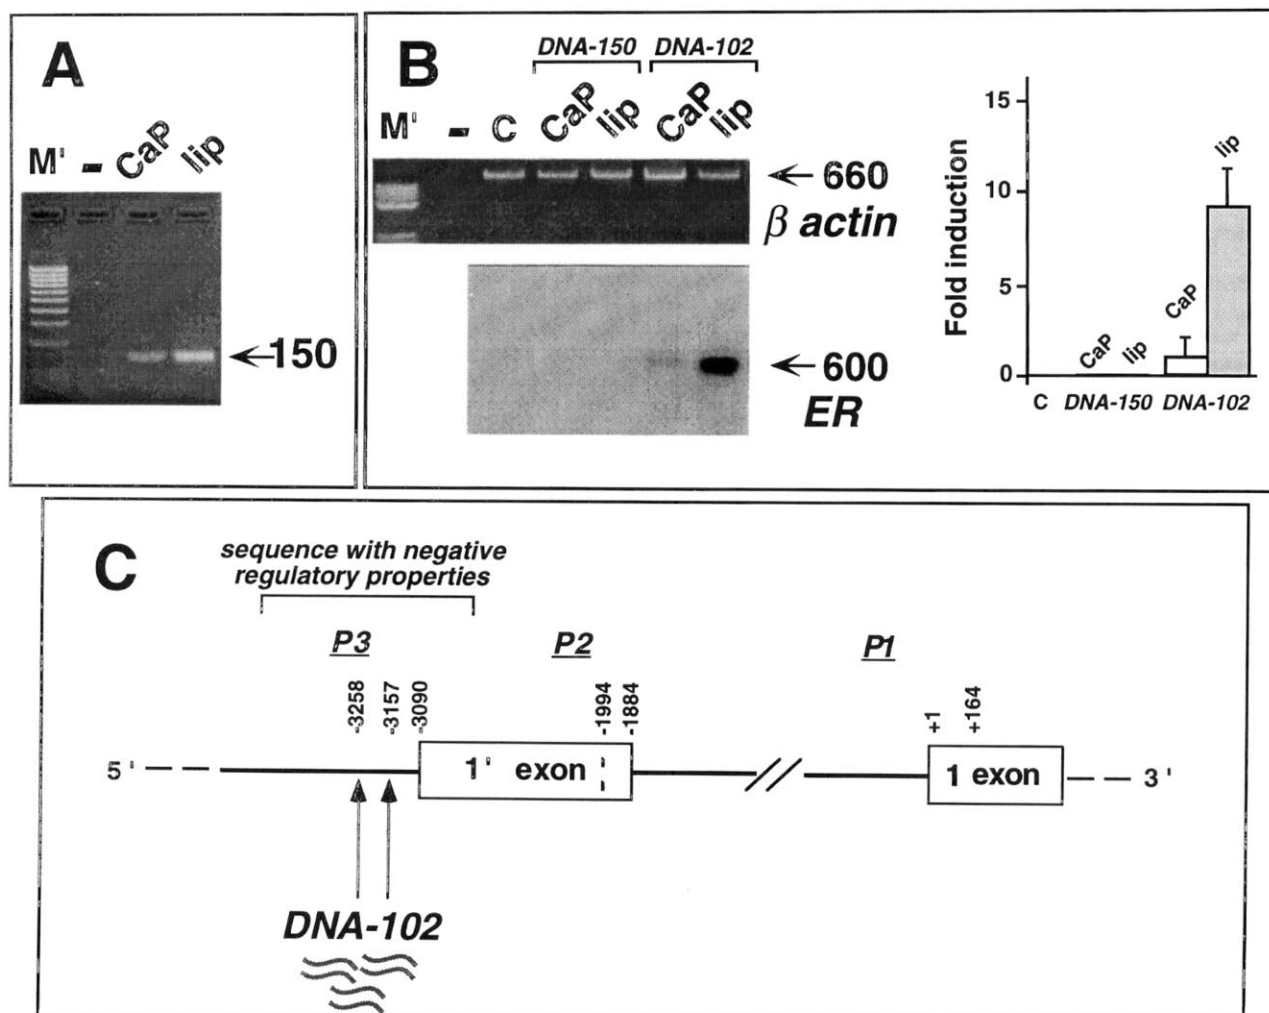 A
M' - CaP lip
150
B
DNA-150 DNA-102
M' - C CaP lip CaP lip
660
β actin
600
ER
Fold induction
15
10
5
0
CaP lip CaP lip
C DNA-150 DNA-102
C
sequence with negative
regulatory properties
P3 P2 P1
-3258 -3157 -3090 -1994 -1884 +1 +164
5' 1' exon 1 exon 3'
DNA-102